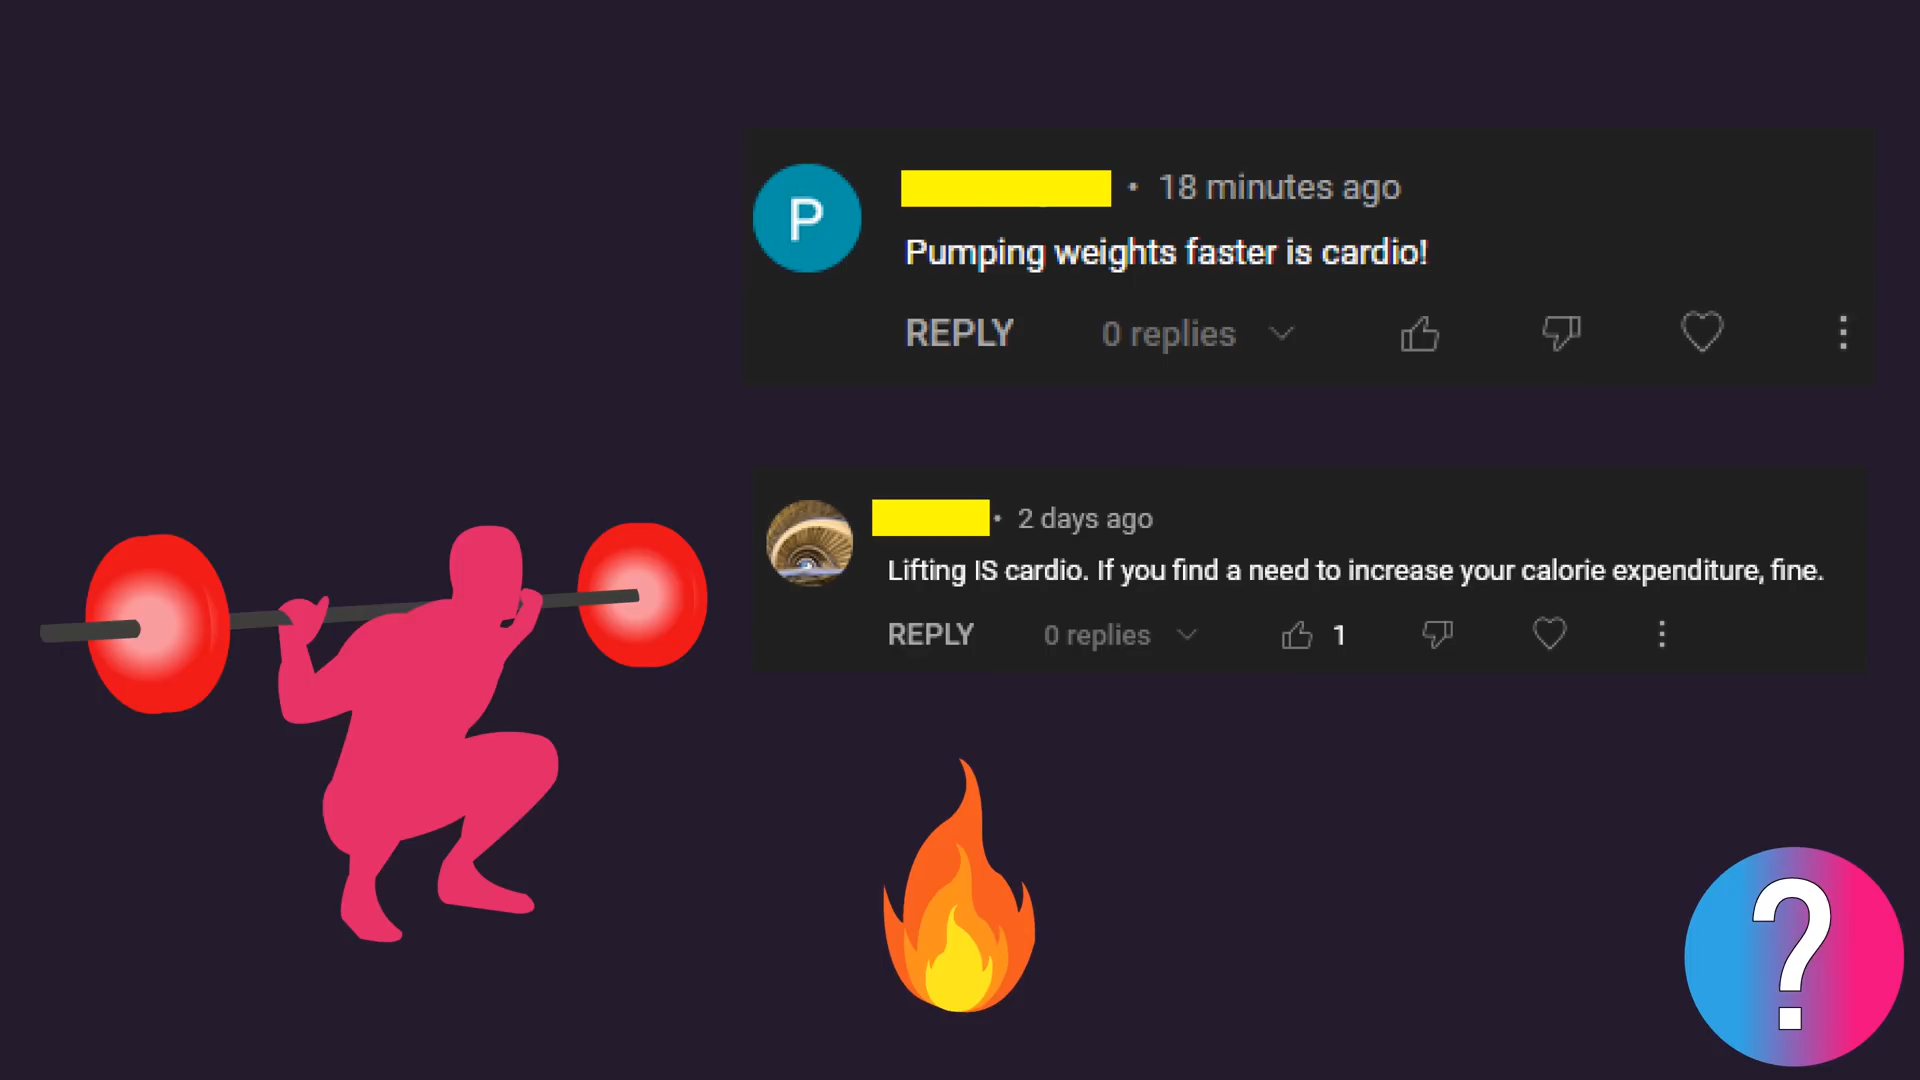 P
• 18 minutes ago
Pumping weights faster is cardio!
REPLY 0 replies
• 2 days ago
Lifting IS cardio. If you find a need to increase your calorie expenditure, fine.
REPLY 0 replies 1
?